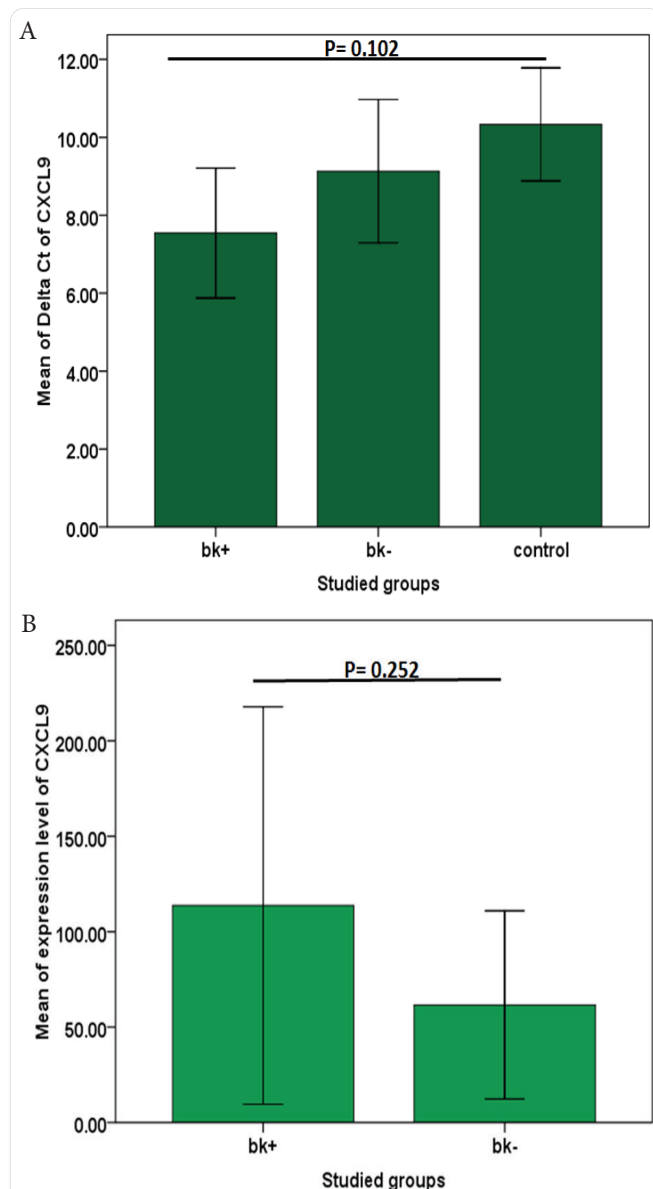 A
P= 0.102
Mean of Delta Ct of CXCL9
12.00
10.00
8.00
6.00
4.00
2.00
0.00
bk+ bk- control
Studied groups
B
P= 0.252
Mean of expression level of CXCL9
250.00
200.00
150.00
100.00
50.00
0.00
bk+ bk-
Studied groups